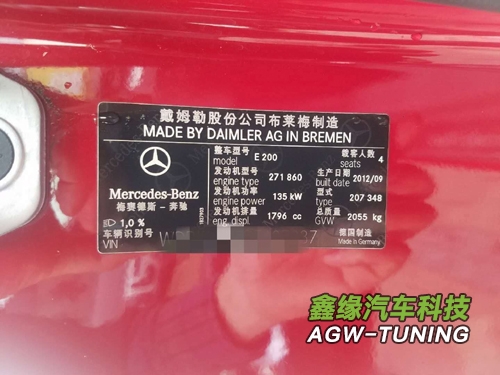 戴姆勒股份公司布莱梅制造
MADE BY DAIMLER AG IN BREMEN
整车型号 E 200 载客人数 4
model seats
发动机型号 271 860 生产日期 2012/09
engine type built date
发动机功率 135 kW 型式 207 348
engine power type
发动机排量 1796 cc 总质量 2055 kg
eng. displ. GVW
Mercedes-Benz
梅赛德斯－奔驰
1,0 %
车辆识别号
VIN W 37
德国制造
Made in Germany
鑫缘汽车科技
AGW-TUNING